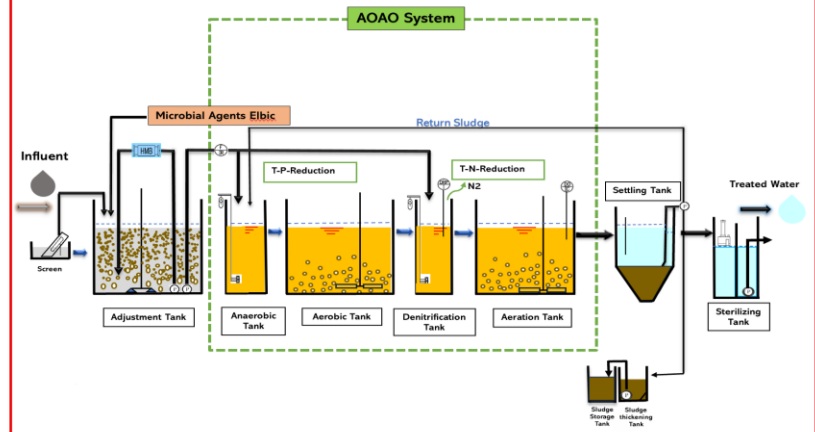 AOAO System
Microbial Agents Elbic
Return Sludge
HMB
Influent
T-P-Reduction
T-N-Reduction
N2
Settling Tank
Treated Water
Screen
P
P
P
P
P
Adjustment Tank
Anaerobic
Tank
Aerobic Tank
Denitrification
Tank
Aeration Tank
Sterilizing
Tank
Sludge
Storage
Tank
Sludge
thickening
Tank